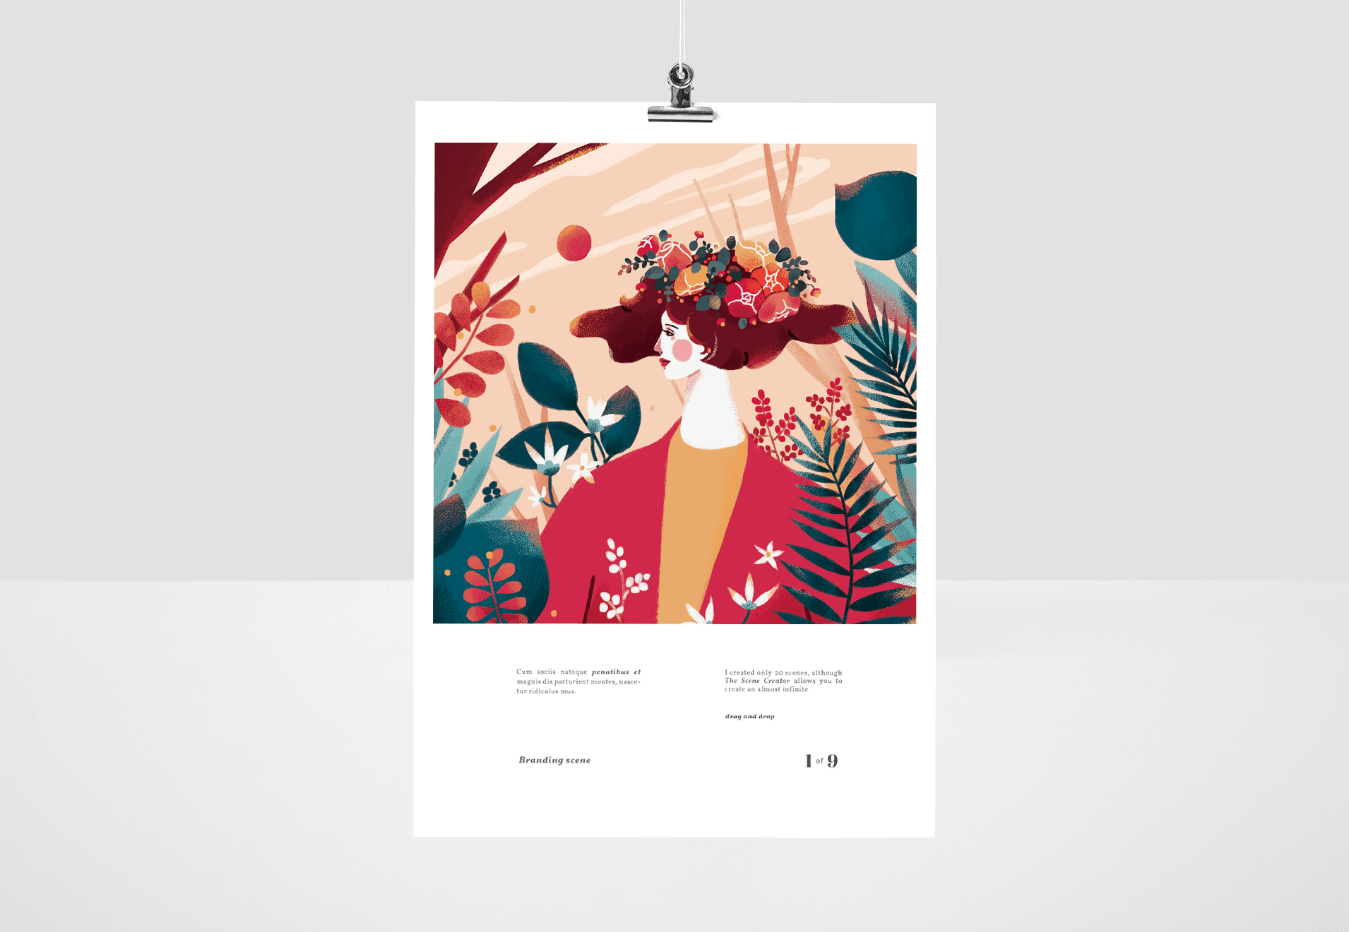 Cum sociis natoque penatibus et
magnis dis parturient montes, nasce-
tur ridiculus mus.
I created only 20 scenes, although
The Scene Creator allows you to
create an almost infinite
drag and drop
Branding scene
1 of 9